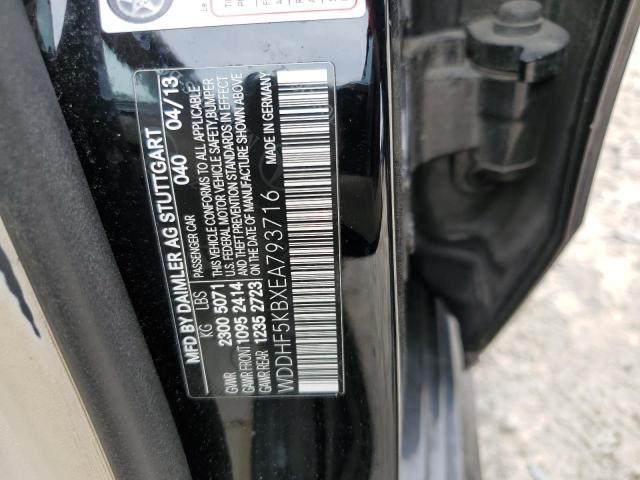 MFD BY DAIMLER AG STUTTGART
PASSENGER CAR 040 04/13
KG LBS
GVWR 2300 5071
GAWR FRONT 1095 2414
GAWR REAR 1235 2723
THIS VEHICLE CONFORMS TO ALL APPLICABLE
U.S. FEDERAL MOTOR VEHICLE SAFETY, BUMPER
AND THEFT PREVENTION STANDARDS IN EFFECT
ON THE DATE OF MANUFACTURE SHOWN ABOVE
MADE IN GERMANY
WDDHF5KBXEA793716